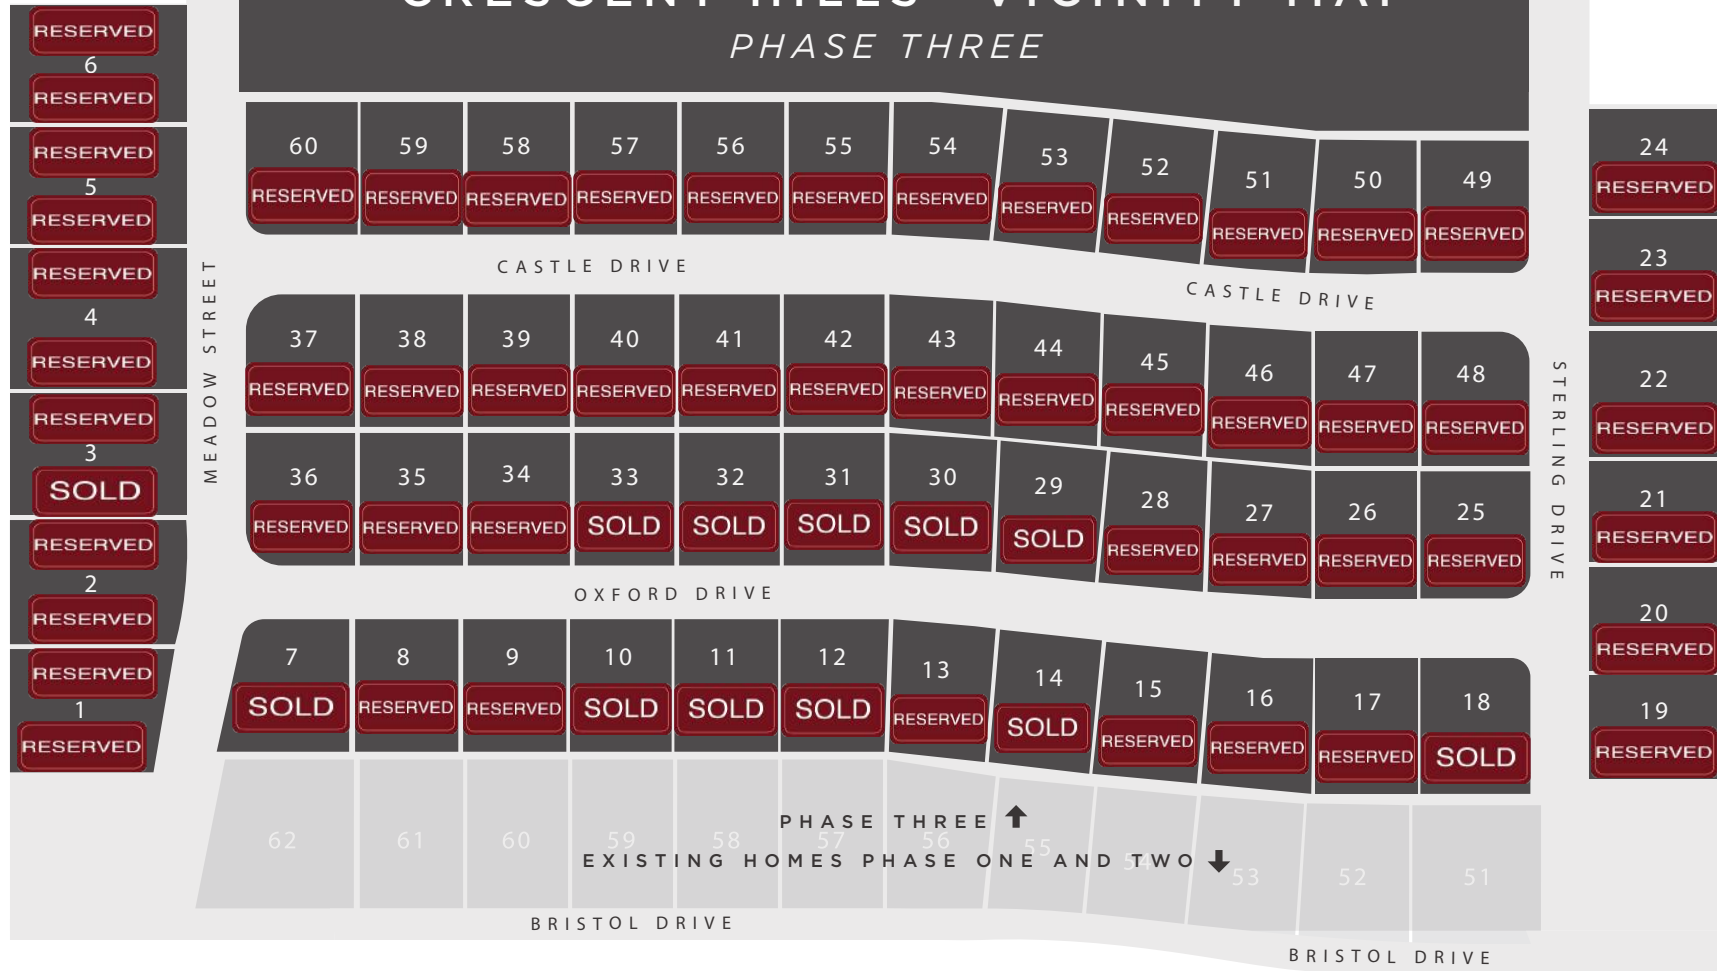 CRESCENT HILLS VICINITY MAP
PHASE THREE
RESERVED
6
RESERVED
RESERVED
5
RESERVED
RESERVED
4
RESERVED
RESERVED
3
SOLD
RESERVED
2
RESERVED
RESERVED
1
RESERVED
MEADOW STREET
60 59 58 57 56 55 54 53 52 51 50 49
RESERVED RESERVED RESERVED RESERVED RESERVED RESERVED RESERVED RESERVED RESERVED RESERVED RESERVED RESERVED
CASTLE DRIVE
CASTLE DRIVE
37 38 39 40 41 42 43 44 45 46 47 48
RESERVED RESERVED RESERVED RESERVED RESERVED RESERVED RESERVED RESERVED RESERVED RESERVED RESERVED RESERVED
36 35 34 33 32 31 30 29 28 27 26 25
RESERVED RESERVED RESERVED SOLD SOLD SOLD SOLD SOLD RESERVED RESERVED RESERVED RESERVED
OXFORD DRIVE
7 8 9 10 11 12 13 14 15 16 17 18
SOLD RESERVED RESERVED SOLD SOLD SOLD RESERVED SOLD RESERVED RESERVED RESERVED SOLD
STERLING DRIVE
24
RESERVED
23
RESERVED
22
RESERVED
21
RESERVED
20
RESERVED
19
RESERVED
PHASE THREE
62 61 60 59 58 57 56 55 54 53 52 51
EXISTING HOMES PHASE ONE AND TWO
BRISTOL DRIVE
BRISTOL DRIVE